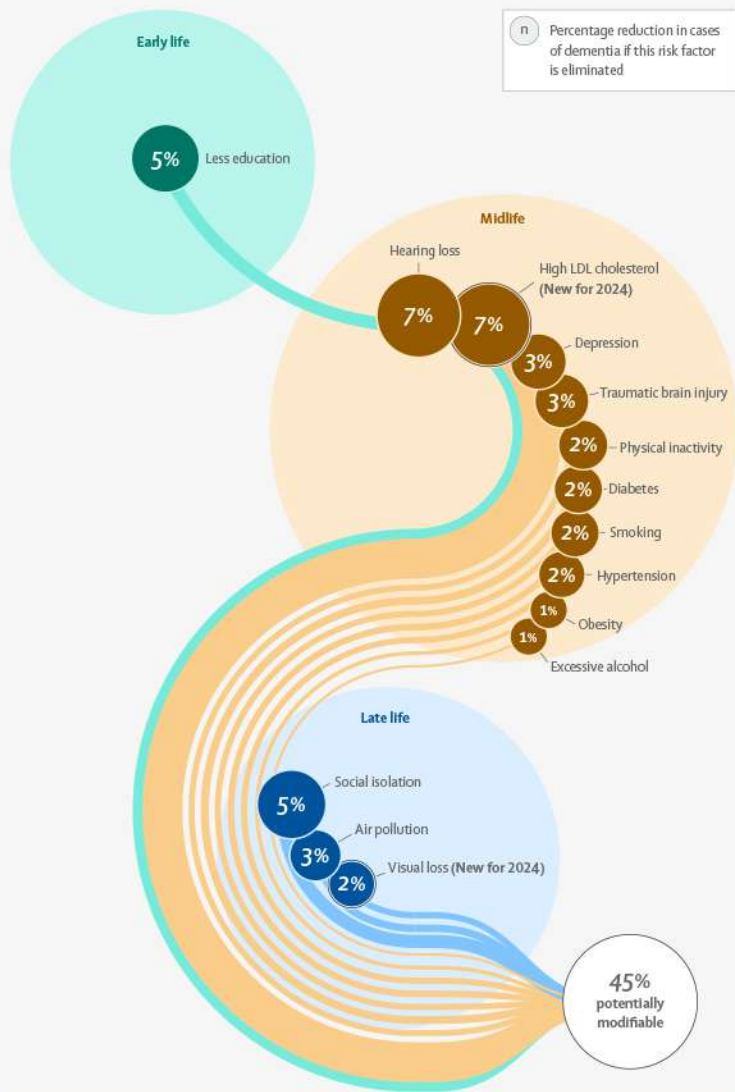 Early life
n
Percentage reduction in cases
of dementia if this risk factor
is eliminated
5%
Less education
Midlife
Hearing loss
7%
High LDL cholesterol
(New for 2024)
7%
Depression
3%
Traumatic brain injury
3%
Physical inactivity
2%
Diabetes
2%
Smoking
2%
Hypertension
2%
Obesity
1%
Excessive alcohol
1%
Late life
Social isolation
5%
Air pollution
3%
Visual loss (New for 2024)
2%
45%
potentially
modifiable